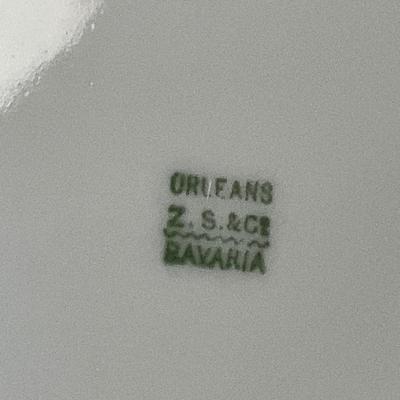 ORLEANS
Z. S. & Co
BAVARIA